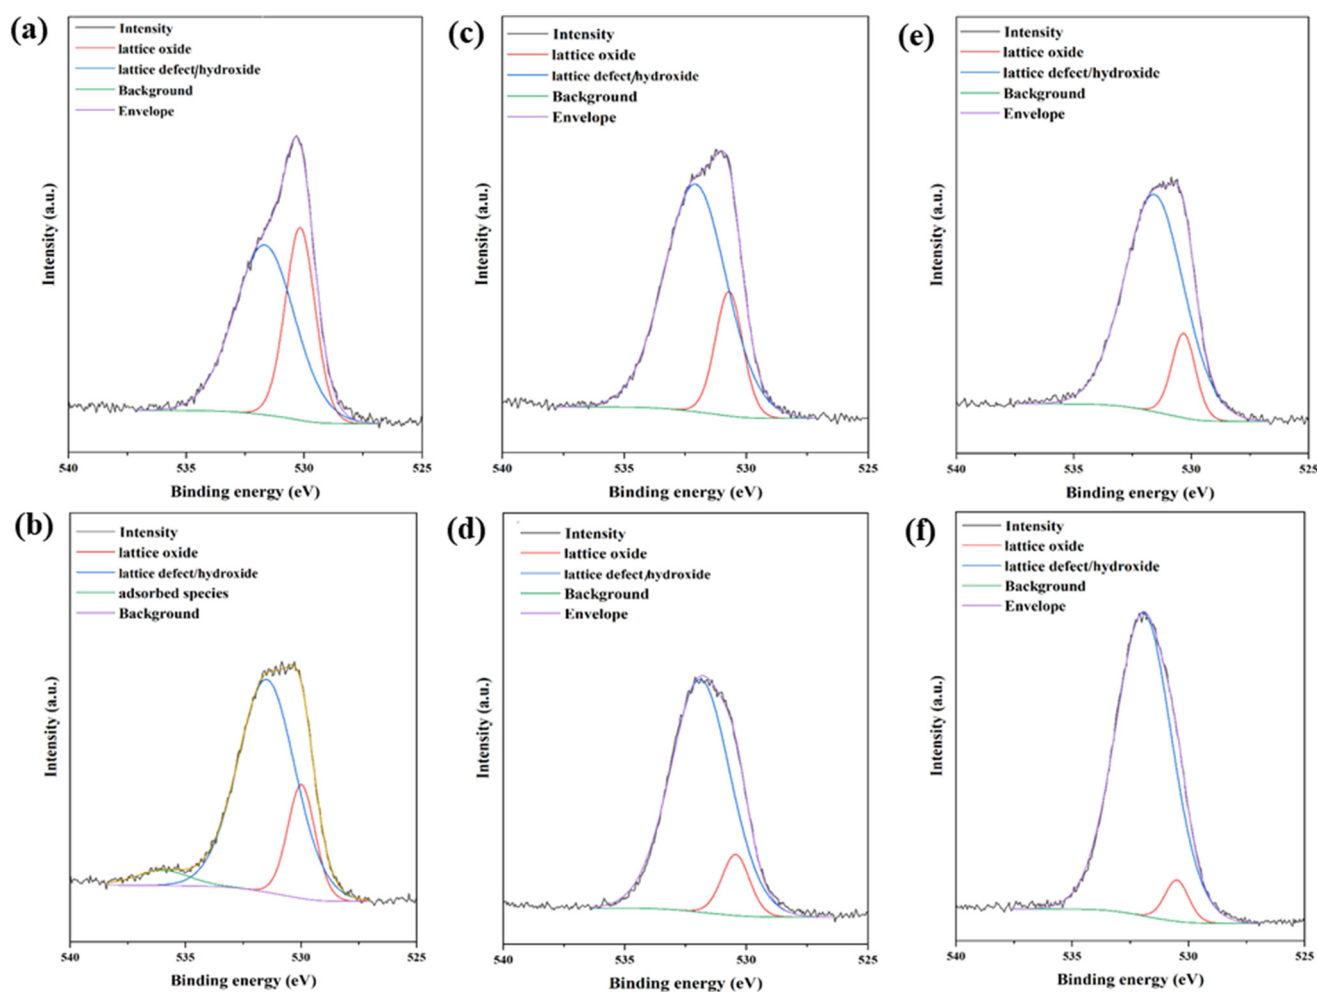 (a)
Intensity
lattice oxide
lattice defect/hydroxide
Background
Envelope
Intensity (a.u.)
540 535 530 525
Binding energy (eV)
(c)
Intensity
lattice oxide
lattice defect/hydroxide
Background
Envelope
Intensity (a.u.)
540 535 530 525
Binding energy (eV)
(e)
Intensity
lattice oxide
lattice defect/hydroxide
Background
Envelope
Intensity (a.u.)
540 535 530 525
Binding energy (eV)
(b)
Intensity
lattice oxide
lattice defect/hydroxide
adsorbed species
Background
Intensity (a.u.)
540 535 530 525
Binding energy (eV)
(d)
Intensity
lattice oxide
lattice defect/hydroxide
Background
Envelope
Intensity (a.u.)
540 535 530 525
Binding energy (eV)
(f)
Intensity
lattice oxide
lattice defect/hydroxide
Background
Envelope
Intensity (a.u.)
540 535 530 525
Binding energy (eV)